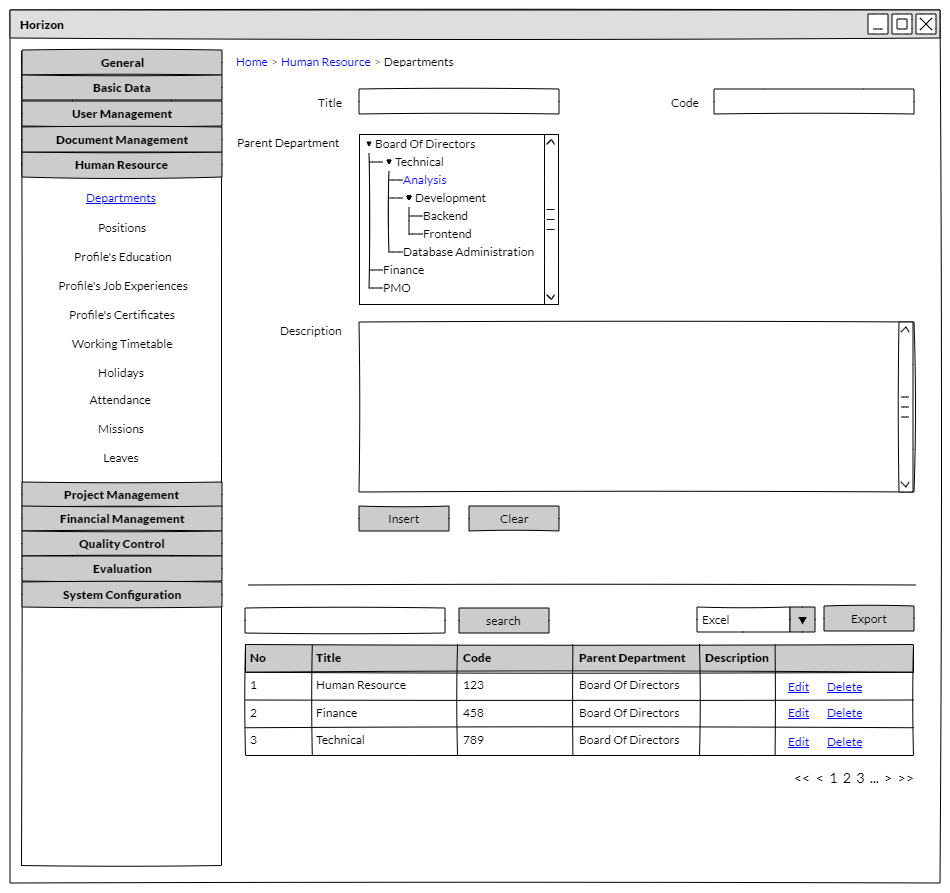 Horizon
General
Basic Data
User Management
Document Management
Human Resource
Departments
Positions
Profile's Education
Profile's Job Experiences
Profile's Certificates
Working Timetable
Holidays
Attendance
Missions
Leaves
Project Management
Financial Management
Quality Control
Evaluation
System Configuration
Home > Human Resource > Departments
Title
Code
Parent Department
Board Of Directors
Technical
Analysis
Development
Backend
Frontend
Database Administration
Finance
PMO
Description
Insert Clear
search Excel Export
No Title Code Parent Department Description
1 Human Resource 123 Board Of Directors Edit Delete
2 Finance 458 Board Of Directors Edit Delete
3 Technical 789 Board Of Directors Edit Delete
<< < 1 2 3 ... > >>